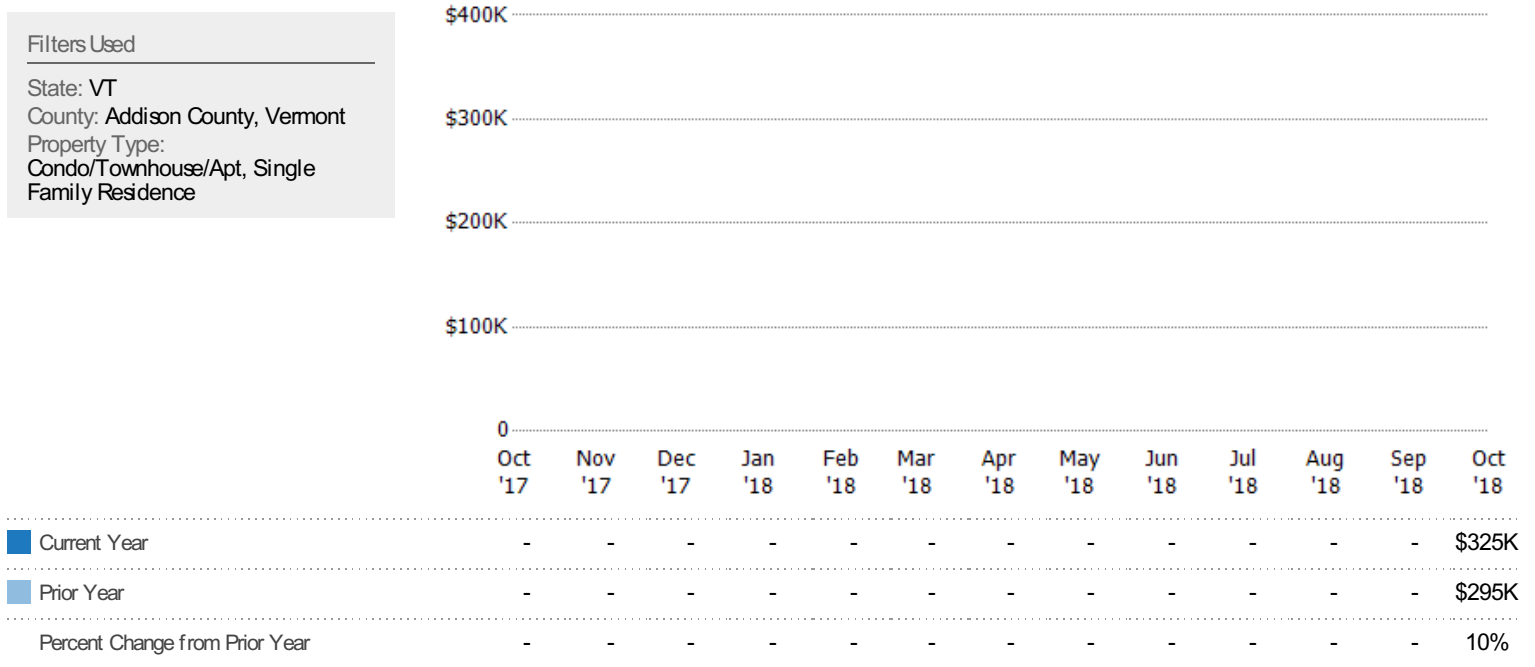 Filters Used
State: VT
County: Addison County, Vermont
Property Type:
Condo/Townhouse/Apt, Single
Family Residence
$400K
$300K
$200K
$100K
0
Oct Nov Dec Jan Feb Mar Apr May Jun Jul Aug Sep Oct
'17 '17 '17 '18 '18 '18 '18 '18 '18 '18 '18 '18 '18
Current Year - - - - - - - - - - - - $325K
Prior Year - - - - - - - - - - - - $295K
Percent Change from Prior Year - - - - - - - - - - - - 10%